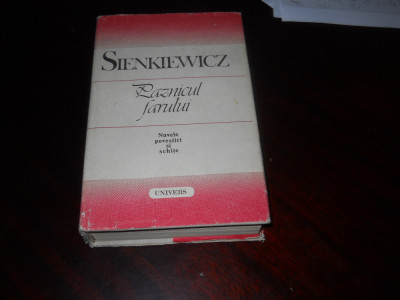 SIENKIEWICZ
Paznicul
farului
Nuvele
povestiri
și
schițe
UNIVERS